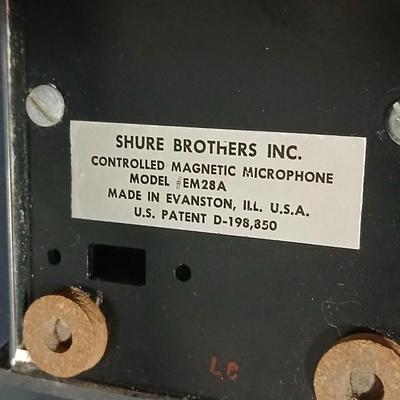 SHURE BROTHERS INC.
CONTROLLED MAGNETIC MICROPHONE
MODEL #EM28A
MADE IN EVANSTON, ILL. U.S.A.
U.S. PATENT D-198,850